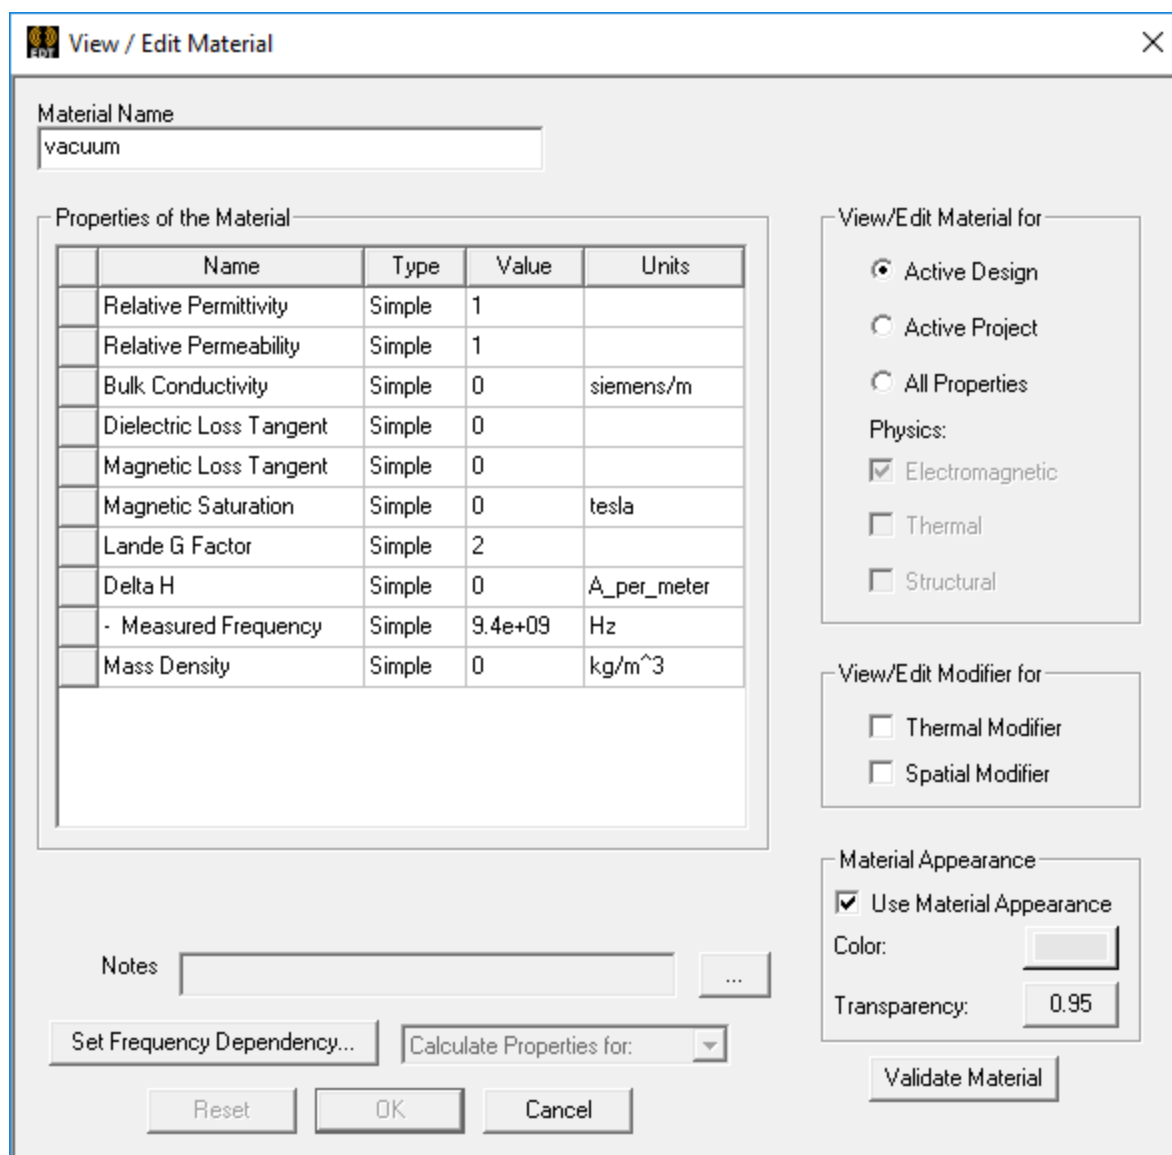 EDT View / Edit Material
Material Name
vacuum
Properties of the Material
Name Type Value Units
Relative Permittivity Simple 1
Relative Permeability Simple 1
Bulk Conductivity Simple 0 siemens/m
Dielectric Loss Tangent Simple 0
Magnetic Loss Tangent Simple 0
Magnetic Saturation Simple 0 tesla
Lande G Factor Simple 2
Delta H Simple 0 A_per_meter
- Measured Frequency Simple 9.4e+09 Hz
Mass Density Simple 0 kg/m^3
View/Edit Material for
Active Design
Active Project
All Properties
Physics:
Electromagnetic
Thermal
Structural
View/Edit Modifier for
Thermal Modifier
Spatial Modifier
Material Appearance
Use Material Appearance
Color:
Transparency: 0.95
Notes ...
Set Frequency Dependency... Calculate Properties for:
Validate Material
Reset OK Cancel